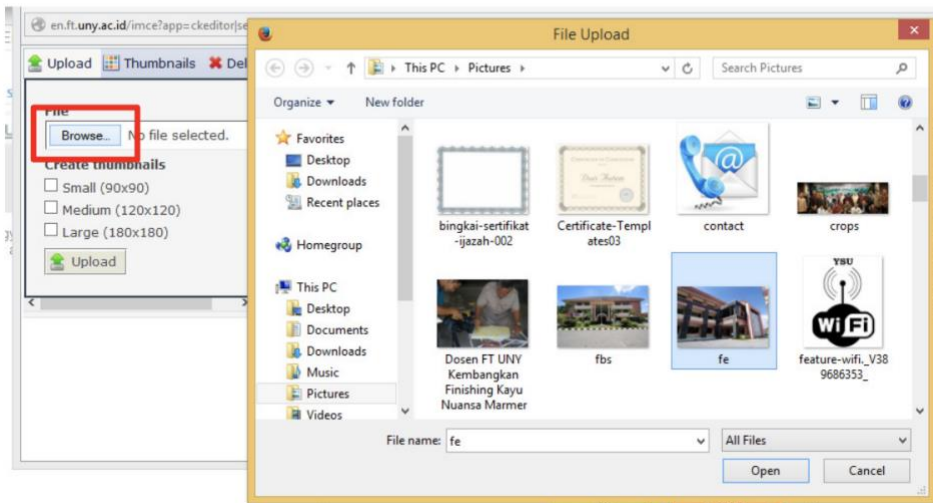 en.ft.uny.ac.id/imce?app=ckeditor|se
Upload Thumbnails Del
File
Browse... No file selected.
Create thumbnails
Small (90x90)
Medium (120x120)
Large (180x180)
Upload
File Upload
This PC Pictures
Search Pictures
Organize New folder
Favorites
Desktop
Downloads
Recent places
Homegroup
This PC
Desktop
Documents
Downloads
Music
Pictures
Videos
bingkai-sertifikat
-ijazah-002
Certificate-Templ
ates03
contact
crops
Dosen FT UNY
Kembangkan
Finishing Kayu
Nuansa Marmer
fbs
fe
YSU
WiFi
feature-wifi._V38
9686353_
File name: fe
All Files
Open Cancel